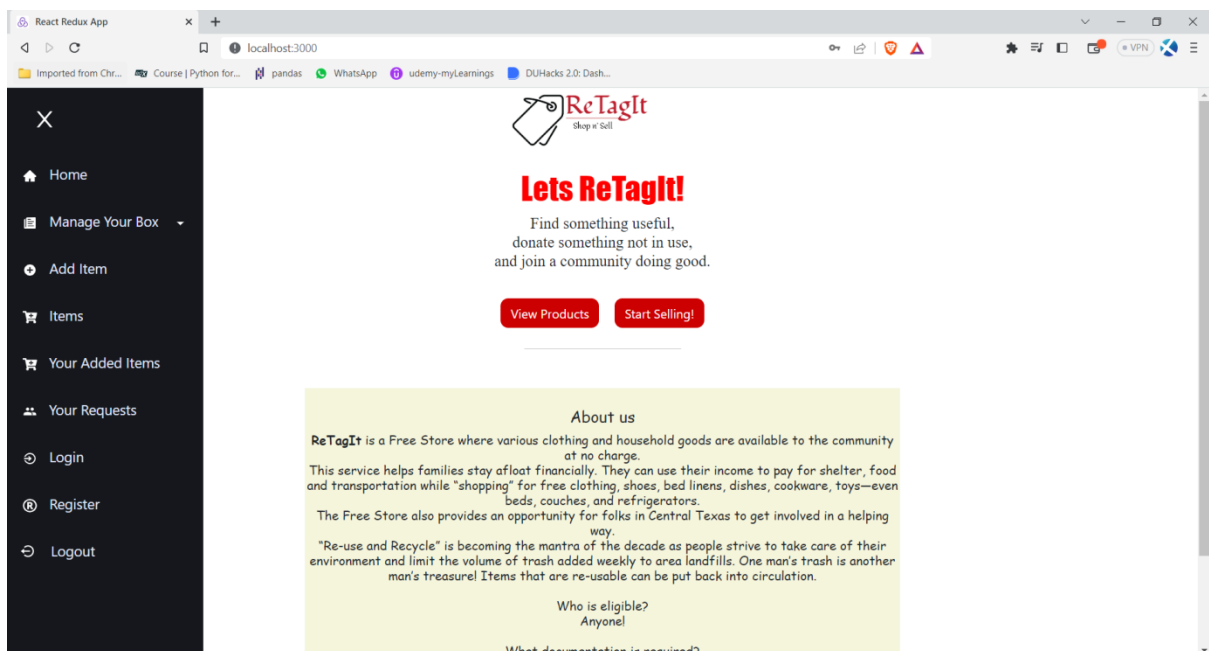 React Redux App
localhost:3000
VPN
Imported from Chr...
Course | Python for...
pandas
WhatsApp
udemy-myLearnings
DUHacks 2.0: Dash...
X
Home
Manage Your Box
Add Item
Items
Your Added Items
Your Requests
Login
Register
Logout
ReTagIt
Shop n' Sell
Lets ReTagIt!
Find something useful,
donate something not in use,
and join a community doing good.
View Products
Start Selling!
About us
ReTagIt is a Free Store where various clothing and household goods are available to the community
at no charge.
This service helps families stay afloat financially. They can use their income to pay for shelter, food
and transportation while “shopping” for free clothing, shoes, bed linens, dishes, cookware, toys—even
beds, couches, and refrigerators.
The Free Store also provides an opportunity for folks in Central Texas to get involved in a helping
way.
“Re-use and Recycle” is becoming the mantra of the decade as people strive to take care of their
environment and limit the volume of trash added weekly to area landfills. One man’s trash is another
man’s treasure! Items that are re-usable can be put back into circulation.
Who is eligible?
Anyone!
What documentation is required?